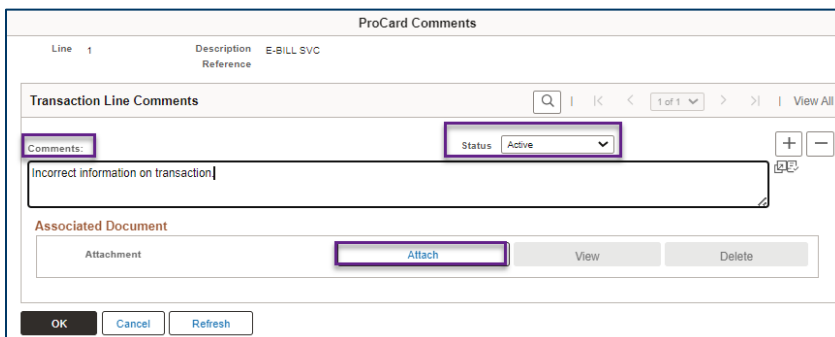 ProCard Comments
Line 1 Description E-BILL SVC
Reference
Transaction Line Comments 1 of 1 View All
Comments: Status Active
Incorrect information on transaction.
Associated Document
Attachment Attach View Delete
OK Cancel Refresh